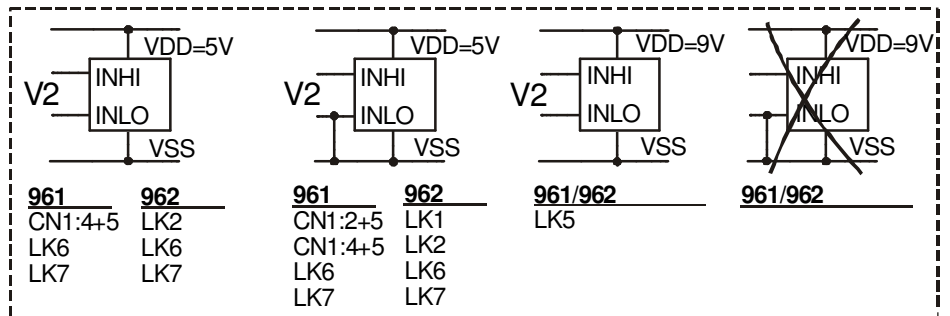 VDD=5V
INHI
V2
INLO
VSS
961 962
CN1:4+5 LK2
LK6 LK6
LK7 LK7
VDD=5V
INHI
V2
INLO
VSS
961 962
CN1:2+5 LK1
CN1:4+5 LK2
LK6 LK6
LK7 LK7
VDD=9V
INHI
V2
INLO
VSS
961/962
LK5
VDD=9V
INHI
INLO
VSS
961/962